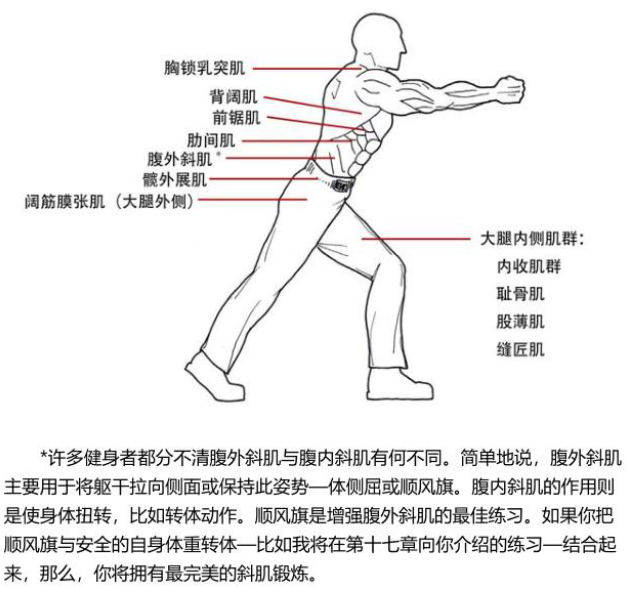 胸锁乳突肌
背阔肌
前锯肌
肋间肌
腹外斜肌*
髋外展肌
阔筋膜张肌（大腿外侧）
大腿内侧肌群：
内收肌群
耻骨肌
股薄肌
缝匠肌
*许多健身者都分不清腹外斜肌与腹内斜肌有何不同。简单地说，腹外斜肌
主要用于将躯干拉向侧面或保持此姿势—体侧屈或顺风旗。腹内斜肌的作用则
是使身体扭转，比如转体动作。顺风旗是增强腹外斜肌的最佳练习。如果你把
顺风旗与安全的自身体重转体—比如我将在第十七章向你介绍的练习—结合起
来，那么，你将拥有最完美的斜肌锻炼。